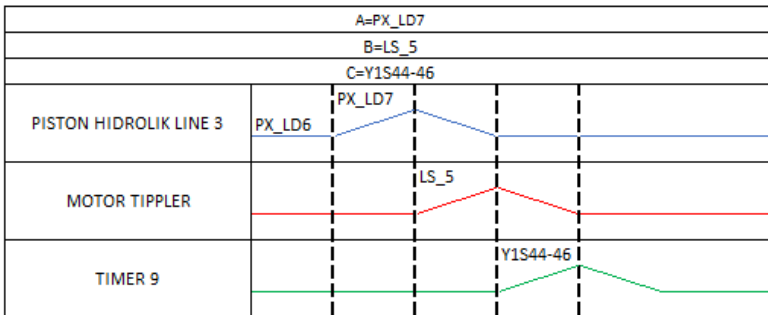 A=PX_LD7
B=LS_5
C=Y1S44-46
PISTON HIDROLIK LINE 3
PX_LD6
PX_LD7
MOTOR TIPPLER
LS_5
TIMER 9
Y1S44-46